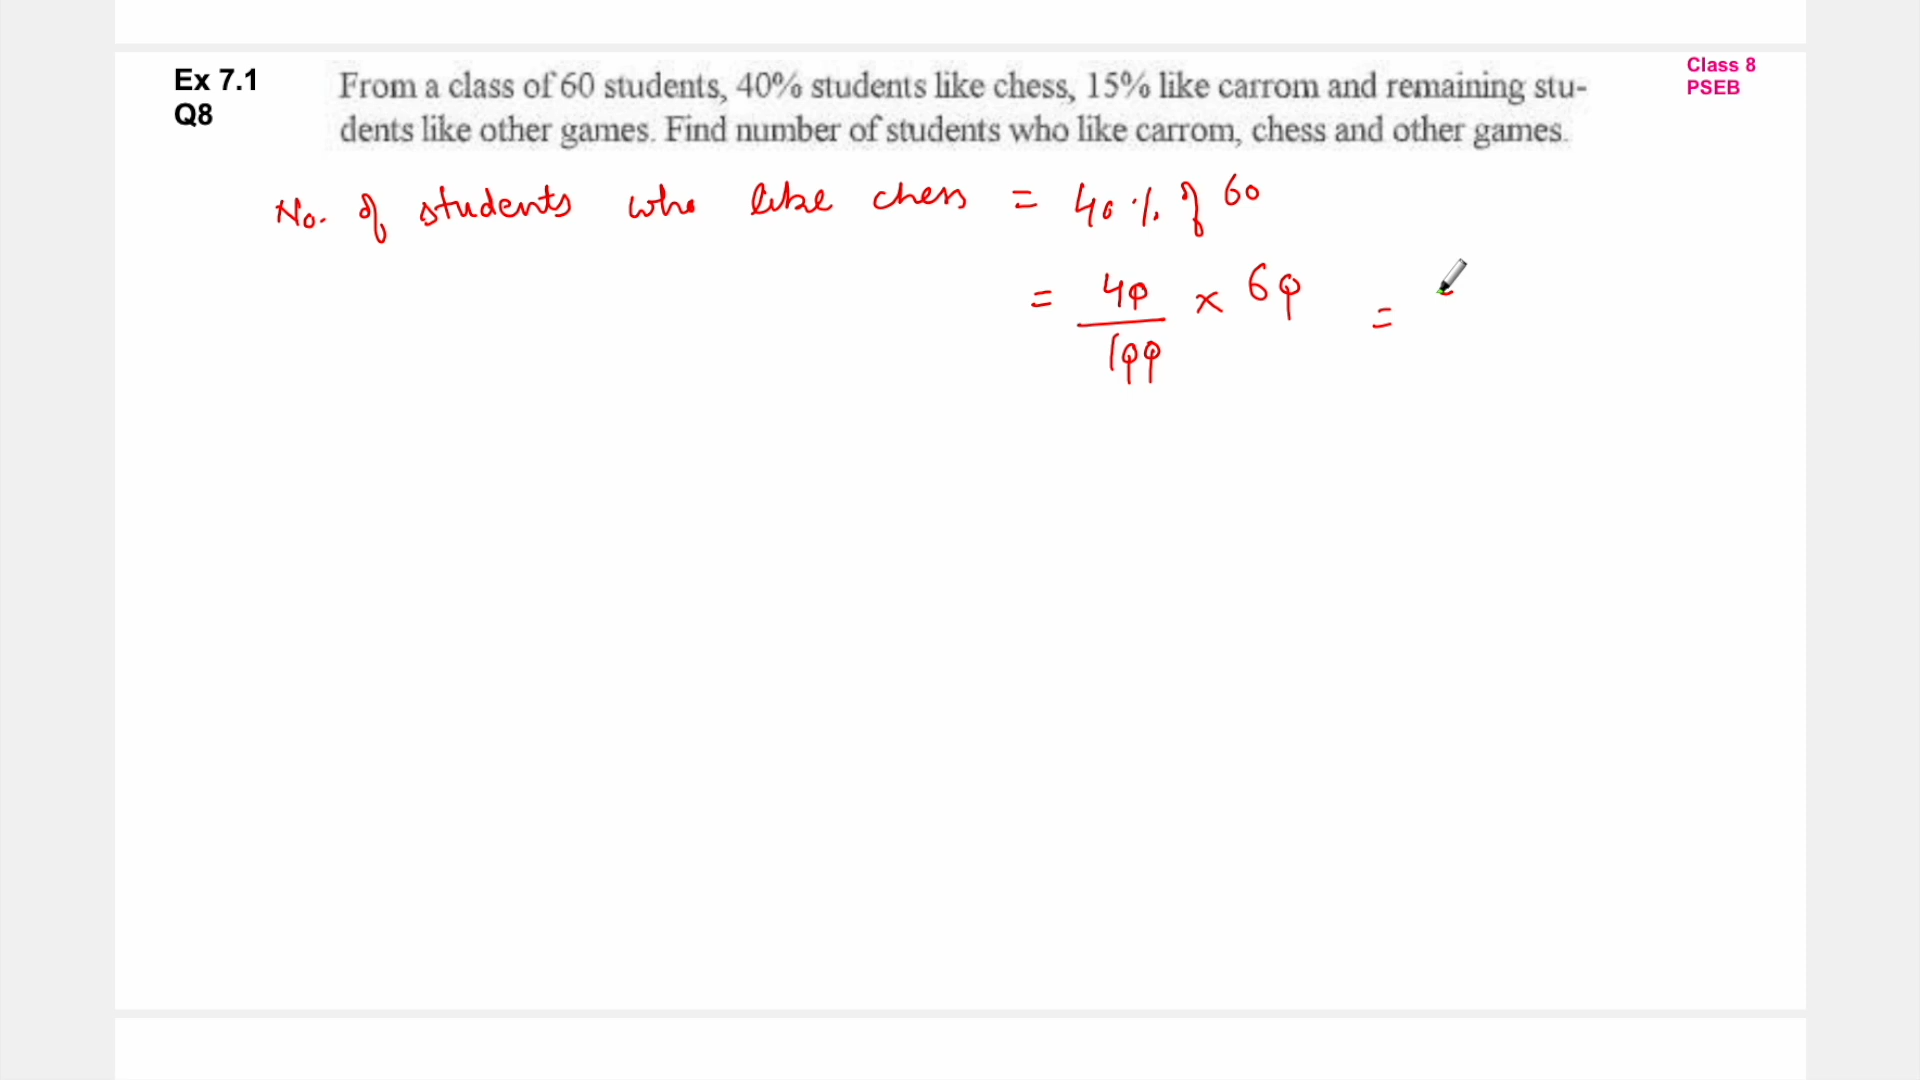 Ex 7.1
Q8
From a class of 60 students, 40% students like chess, 15% like carrom and remaining stu-
dents like other games. Find number of students who like carrom, chess and other games.
Class 8
PSEB
No. of students who like chess = 40% of 60
= 40/100 × 60 =